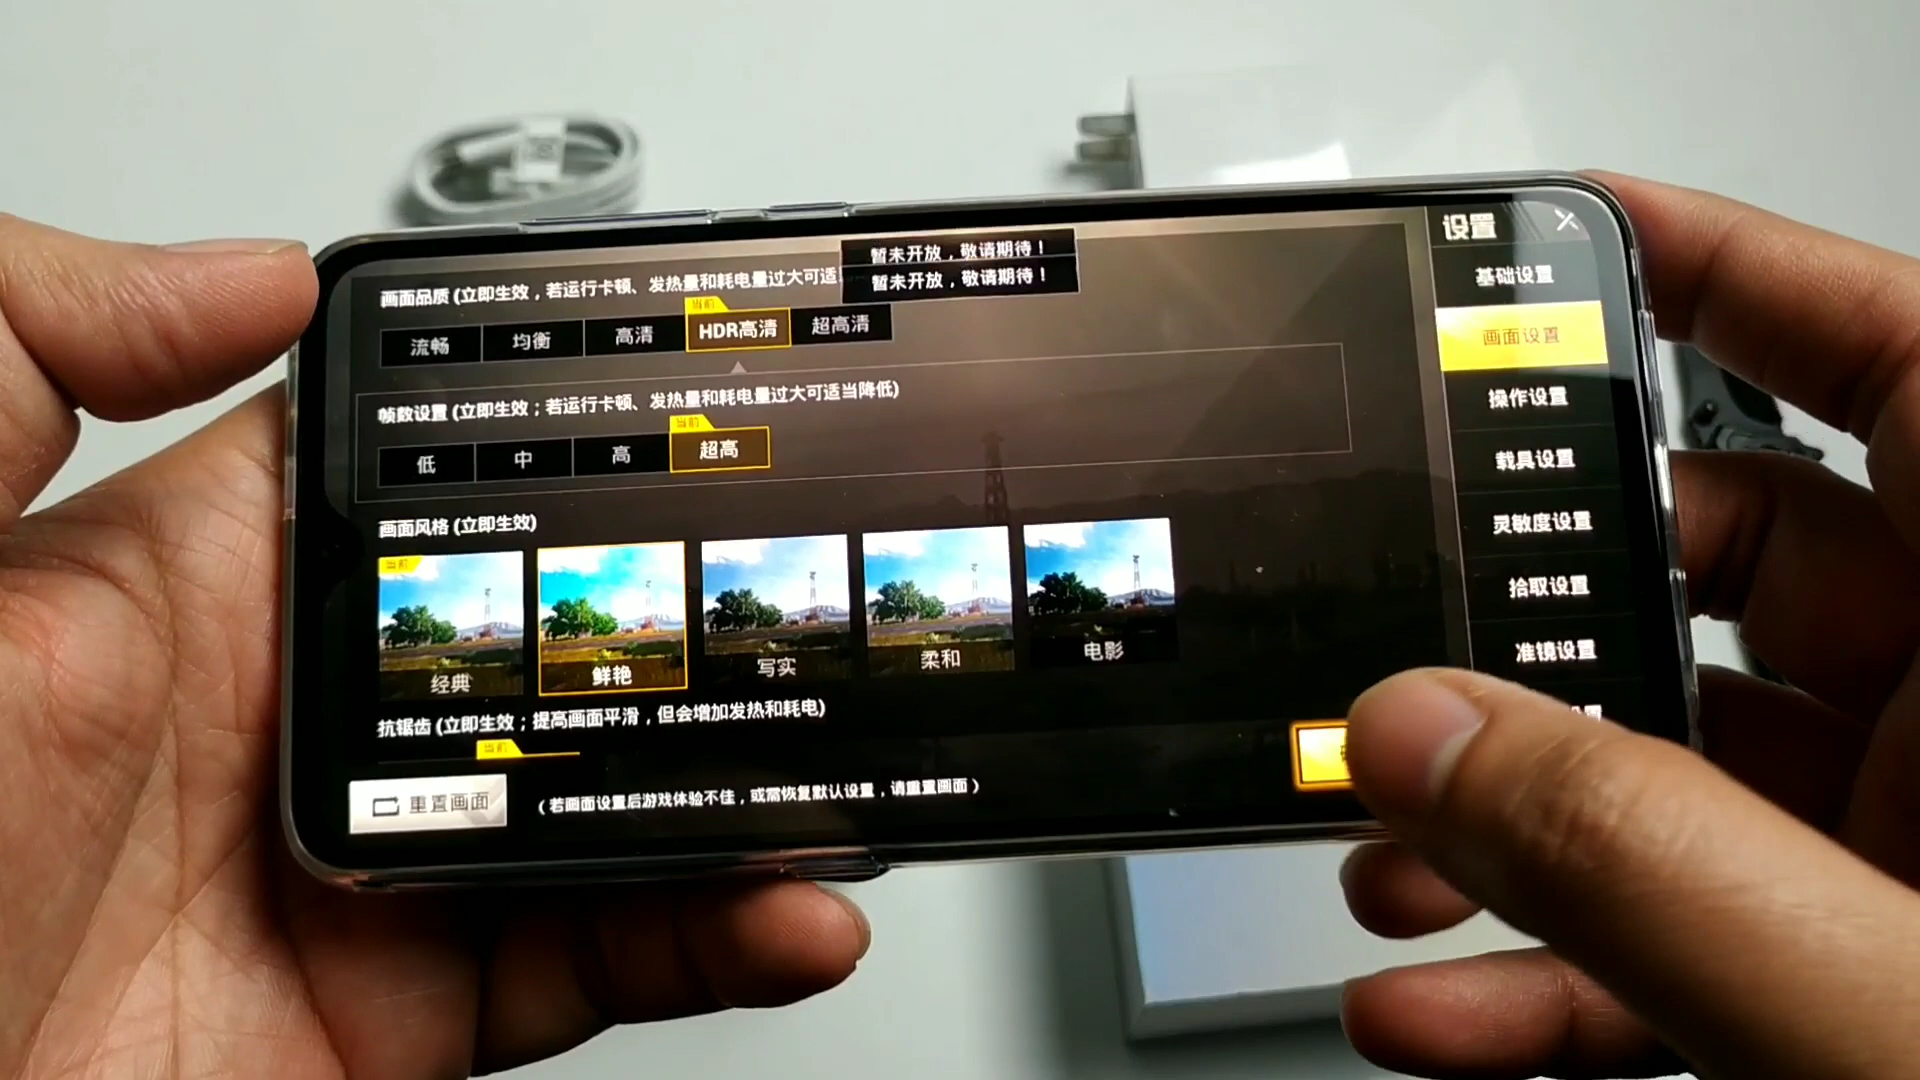 暂未开放，敬请期待！
暂未开放，敬请期待！
设置
画面品质 (立即生效，若运行卡顿、发热量和耗电量过大可适
当前
流畅 均衡 高清 HDR高清 超高清
帧数设置 (立即生效；若运行卡顿、发热量和耗电量过大可适当降低)
当前
低 中 高 超高
画面风格 (立即生效)
当前
经典 鲜艳 写实 柔和 电影
抗锯齿 (立即生效；提高画面平滑，但会增加发热和耗电)
当前
重置画面
（若画面设置后游戏体验不佳，或需恢复默认设置，请重置画面）
基础设置
画面设置
操作设置
载具设置
灵敏度设置
拾取设置
准镜设置